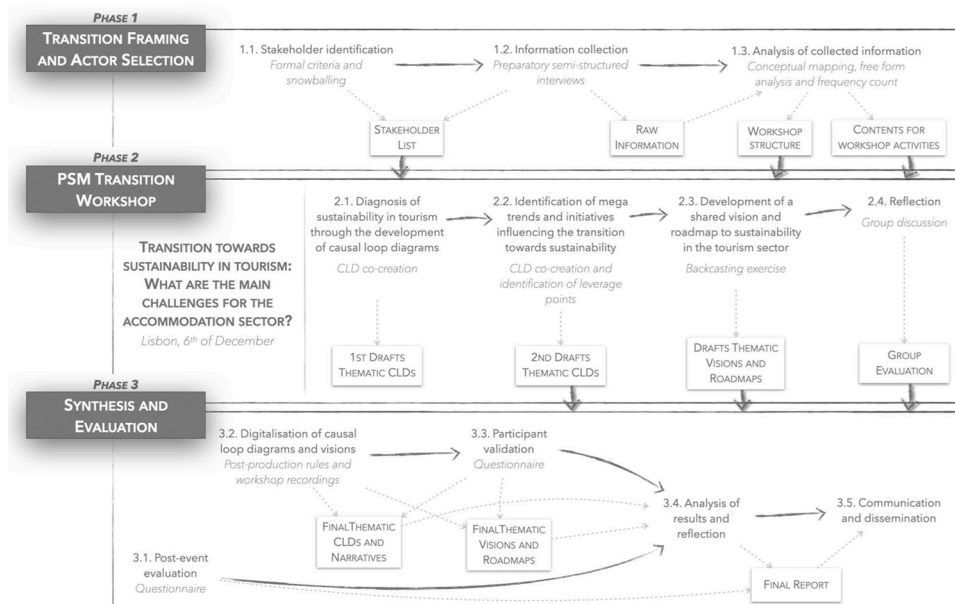 PHASE 1
TRANSITION FRAMING
AND ACTOR SELECTION
1.1. Stakeholder identification
Formal criteria and
snowballing
1.2. Information collection
Preparatory semi-structured
interviews
1.3. Analysis of collected information
Conceptual mapping, free form
analysis and frequency count
STAKEHOLDER
LIST
RAW
INFORMATION
WORKSHOP
STRUCTURE
CONTENTS FOR
WORKSHOP ACTIVITIES
PHASE 2
PSM TRANSITION
WORKSHOP
TRANSITION TOWARDS
SUSTAINABILITY IN TOURISM:
WHAT ARE THE MAIN
CHALLENGES FOR THE
ACCOMMODATION SECTOR?
Lisbon, 6th of December
2.1. Diagnosis of
sustainability in tourism
through the development
of causal loop diagrams
CLD co-creation
2.2. Identification of mega
trends and initiatives
influencing the transition
towards sustainability
CLD co-creation and
identification of leverage
points
2.3. Development of a
shared vision and
roadmap to sustainability
in the tourism sector
Backcasting exercise
2.4. Reflection
Group discussion
1ST DRAFTS
THEMATIC CLDS
2ND DRAFTS
THEMATIC CLDS
DRAFTS THEMATIC
VISIONS AND
ROADMAPS
GROUP
EVALUATION
PHASE 3
SYNTHESIS AND
EVALUATION
3.2. Digitalisation of causal
loop diagrams and visions
Post-production rules and
workshop recordings
3.3. Participant
validation
Questionnaire
FINALTHEMATIC
CLDS AND
NARRATIVES
FINALTHEMATIC
VISIONS AND
ROADMAPS
3.4. Analysis of
results and
reflection
3.5. Communication
and dissemination
3.1. Post-event
evaluation
Questionnaire
FINAL REPORT